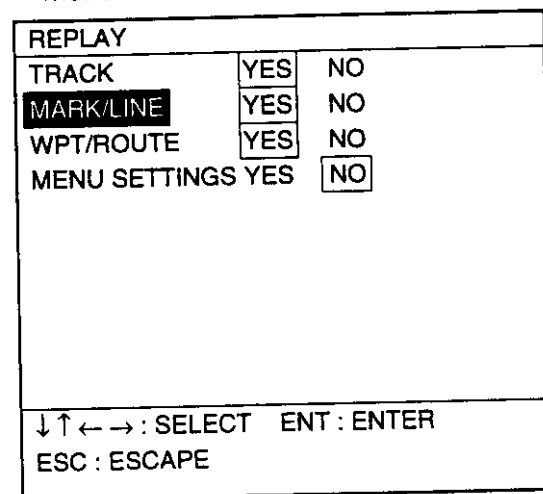 REPLAY
TRACK YES NO
MARK/LINE YES NO
WPT/ROUTE YES NO
MENU SETTINGS YES NO
↓↑←→: SELECT ENT : ENTER
ESC : ESCAPE